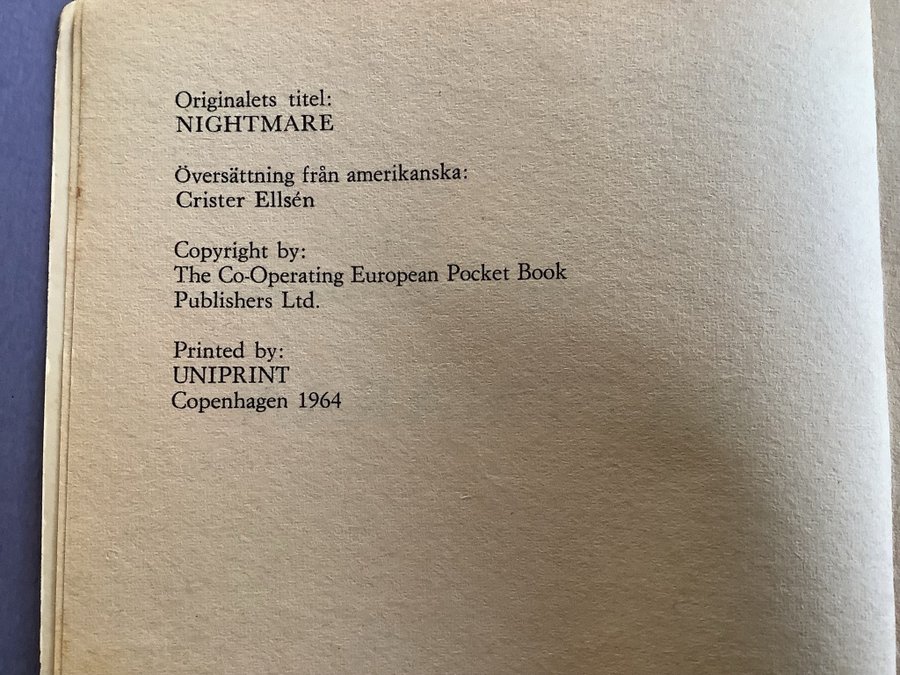 Originalets titel:
NIGHTMARE
Översättning från amerikanska:
Crister Ellsén
Copyright by:
The Co-Operating European Pocket Book
Publishers Ltd.
Printed by:
UNIPRINT
Copenhagen 1964